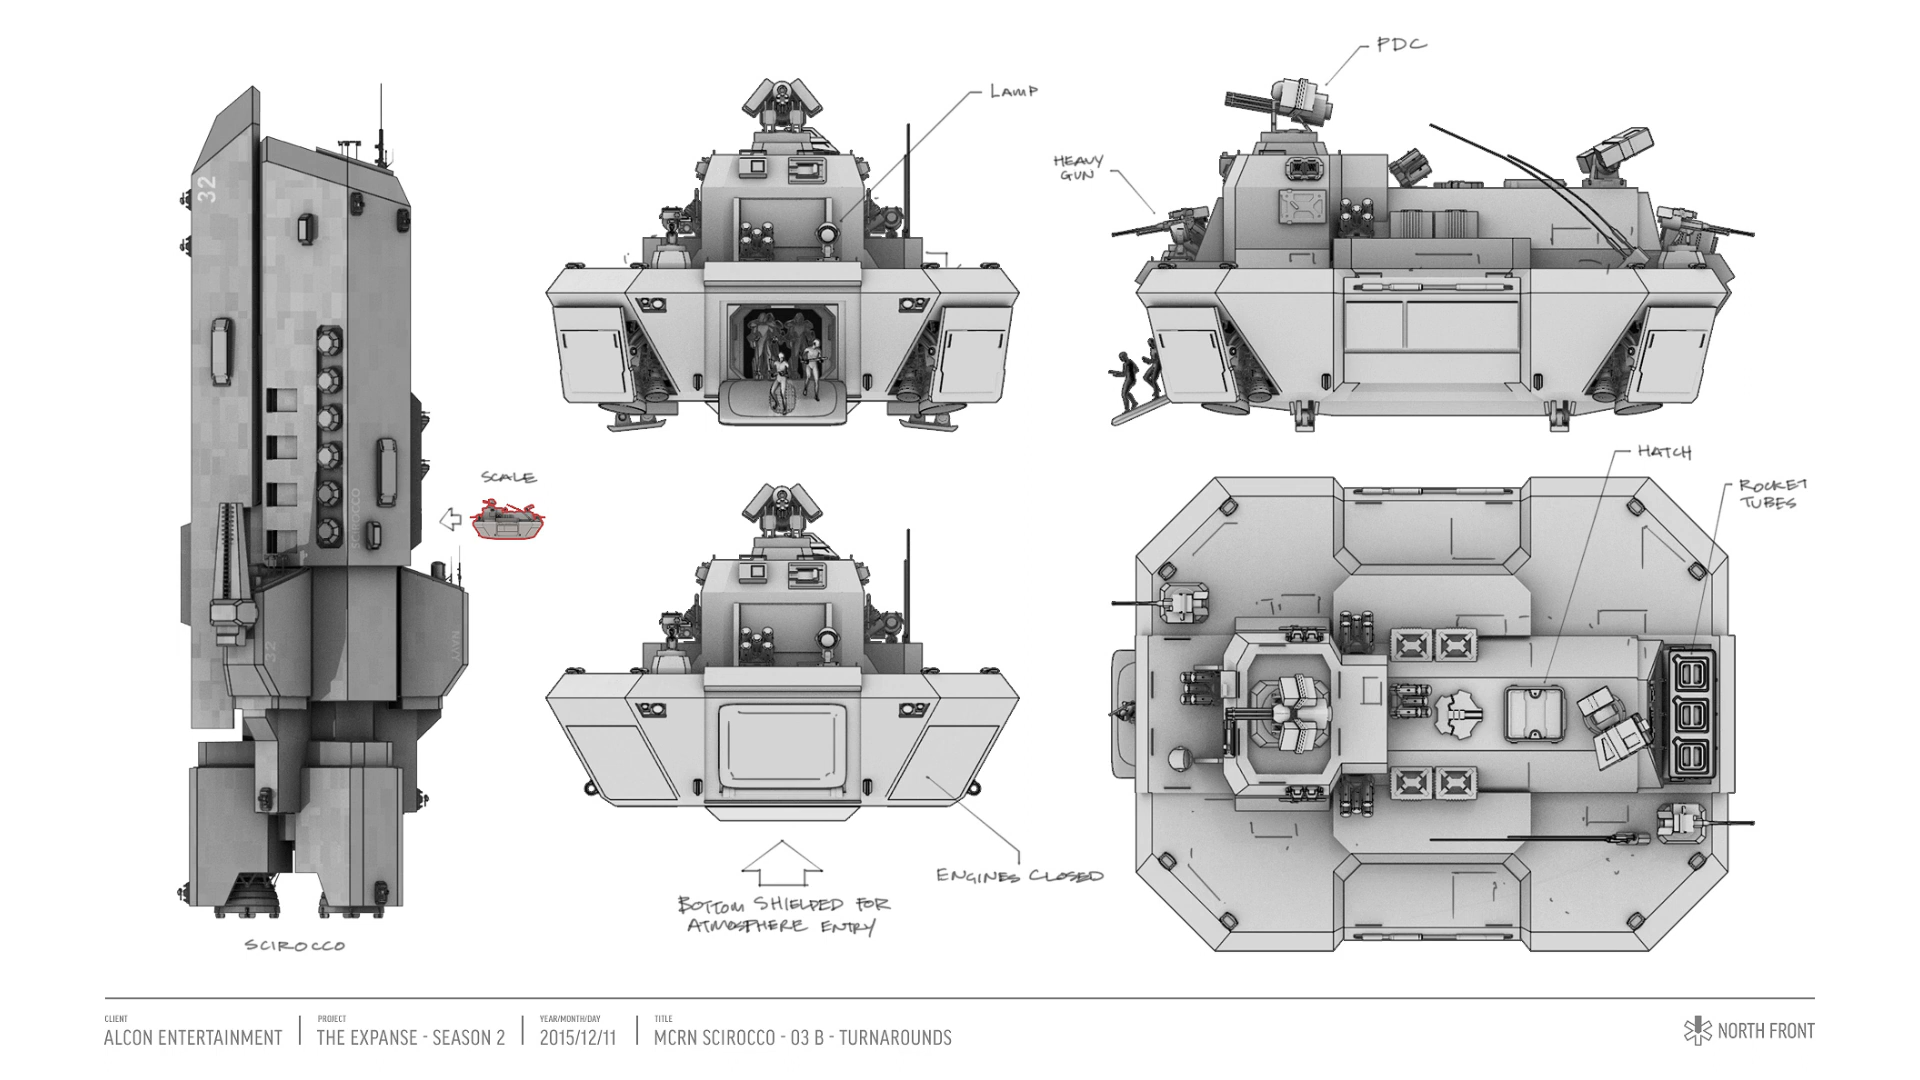 PDC
LAMP
HEAVY
GUN
32
SCALE
SCIROCCO
HATCH
ROCKET
TUBES
32
NAVY
ENGINES CLOSED
BOTTOM SHIELDED FOR
ATMOSPHERE ENTRY
SCIROCCO
CLIENT
ALCON ENTERTAINMENT
PROJECT
THE EXPANSE - SEASON 2
YEAR/MONTH/DAY
2015/12/11
TITLE
MCRN SCIROCCO - 03 B - TURNAROUNDS
NORTH FRONT